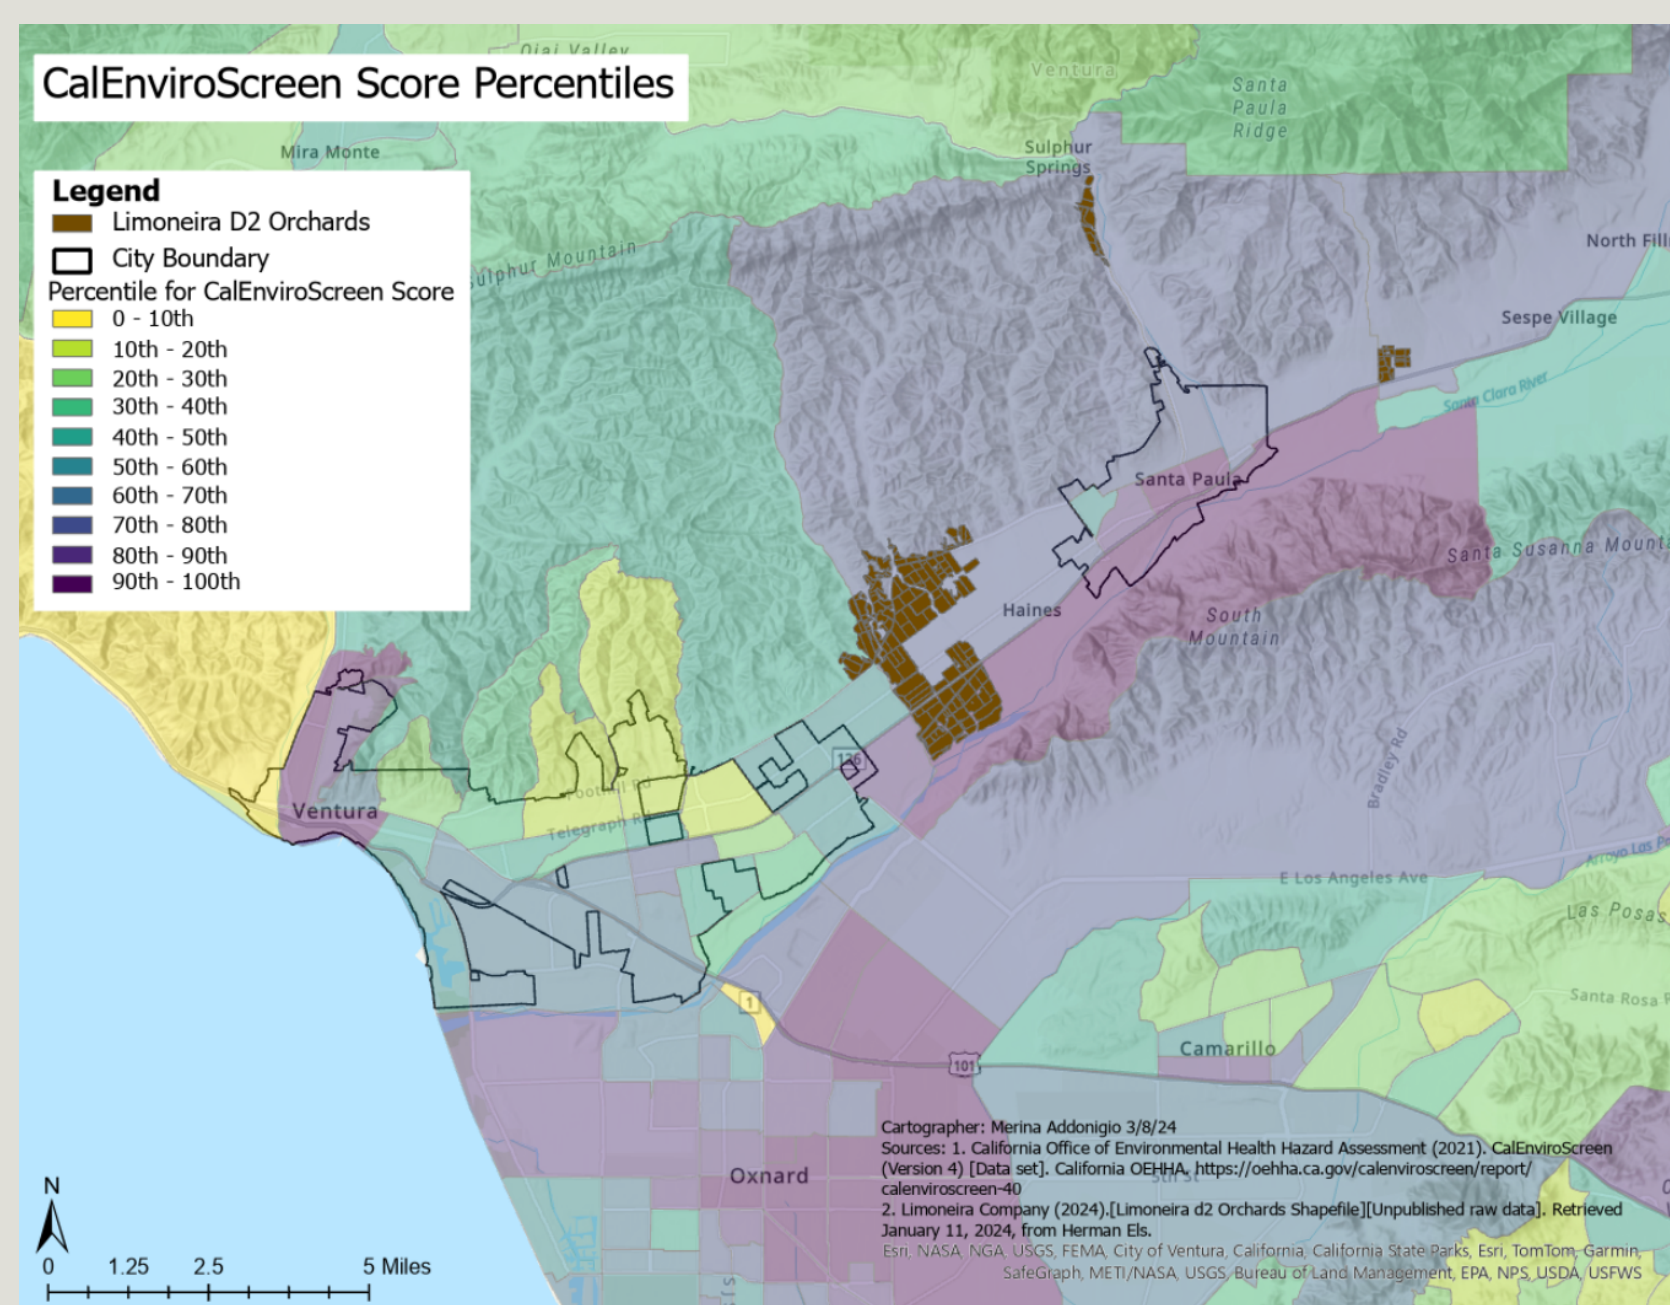 CalEnviroScreen Score Percentiles
Ojai Valley
Ventura
Santa
Paula
Ridge
Mira Monte
Sulphur
Springs
Legend
Limoneira D2 Orchards
City Boundary
Percentile for CalEnviroScreen Score
0 - 10th
10th - 20th
20th - 30th
30th - 40th
40th - 50th
50th - 60th
60th - 70th
70th - 80th
80th - 90th
90th - 100th
Sulphur Mountain
North Fill
Sespe Village
Santa Clara River
Santa Paula
Santa Susanna Mounta
Haines
South
Mountain
126
Bradley Rd
Foothill Rd
Telegraph R
Ventura
E Los Angeles Ave
Arroyo Las Po
Las Posas
Santa Rosa R
1
Camarillo
101
Oxnard
5th St
Cartographer: Merina Addonigio 3/8/24
Sources: 1. California Office of Environmental Health Hazard Assessment (2021). CalEnviroScreen
(Version 4) [Data set]. California OEHHA. https://oehha.ca.gov/calenviroscreen/report/
calenviroscreen-40
2. Limoneira Company (2024).[Limoneira d2 Orchards Shapefile][Unpublished raw data]. Retrieved
January 11, 2024, from Herman Els.
Esri, NASA, NGA, USGS, FEMA, City of Ventura, California, California State Parks, Esri, TomTom, Garmin,
SafeGraph, METI/NASA, USGS, Bureau of Land Management, EPA, NPS, USDA, USFWS
N
0 1.25 2.5 5 Miles